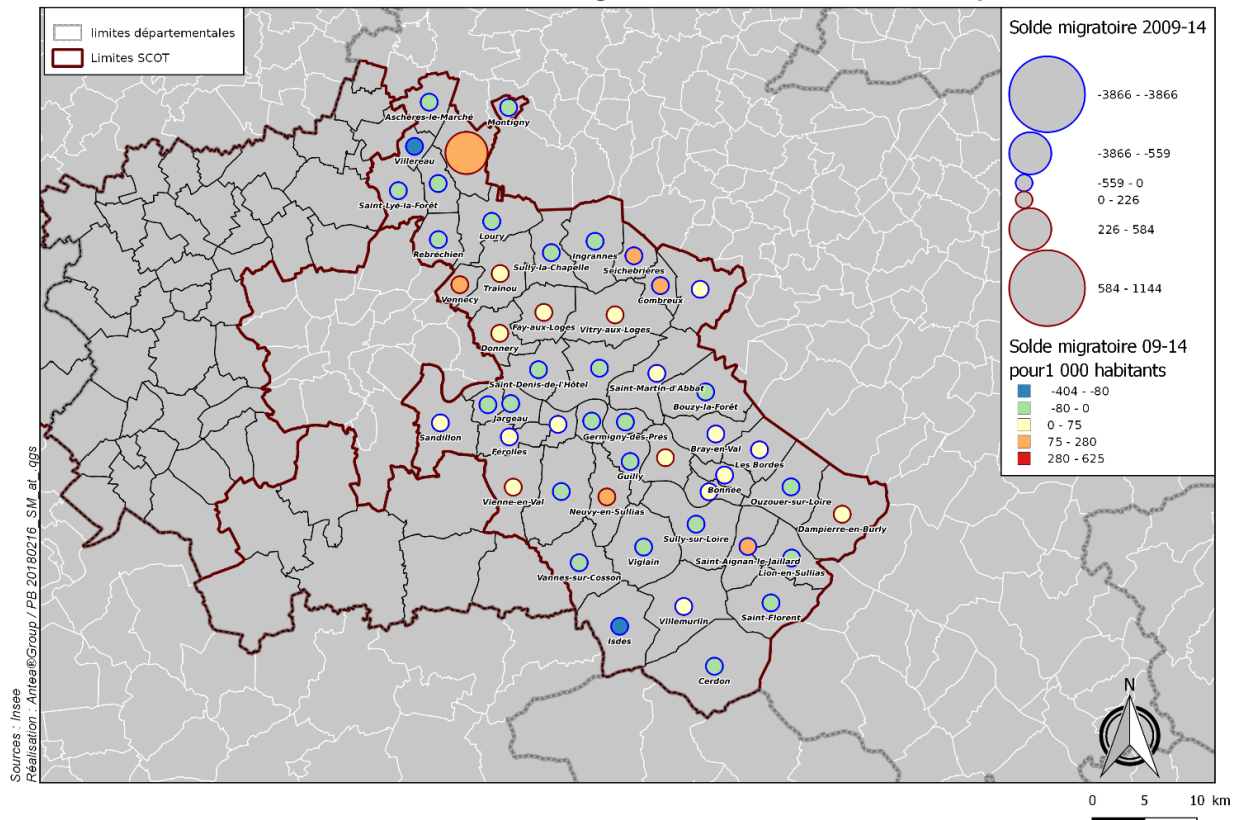 limites départementales
Limites SCOT
Solde migratoire 2009-14
-3866 - -3866
-3866 - -559
-559 - 0
0 - 226
226 - 584
584 - 1144
Solde migratoire 09-14
pour1 000 habitants
-404 - -80
-80 - 0
0 - 75
75 - 280
280 - 625
Aschères-le-Marché
Montigny
Villereau
Saint-Lyé-la-Forêt
Loury
Rebréchien
Ingrannes
Sully-la-Chapelle
Seichebrières
Traînou
Vennecy
Combreux
Fay-aux-Loges
Vitry-aux-Loges
Donnery
Saint-Denis-de-l'Hôtel
Saint-Martin-d'Abbat
Bouzy-la-Forêt
Jargeau
Sandillon
Germigny-des-Prés
Férolles
Bray-en-Val
Les Bordes
Guilly
Bonnée
Vienne-en-Val
Ouzouer-sur-Loire
Neuvy-en-Sullias
Dampierre-en-Burly
Sully-sur-Loire
Viglain
Saint-Aignan-le-Jaillard
Lion-en-Sullias
Vannes-sur-Cosson
Saint-Florent
Villemurlin
Isdes
Cerdon
Sources : Insee
Réalisation : Antea®Group / PB 20180216_SM_at_qgs
N
0 5 10 km